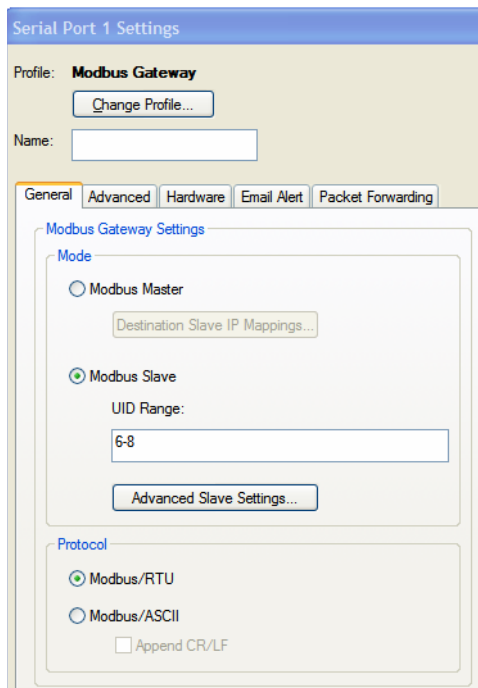 Serial Port 1 Settings
Profile: Modbus Gateway
Change Profile...
Name:
General Advanced Hardware Email Alert Packet Forwarding
Modbus Gateway Settings
Mode
Modbus Master
Destination Slave IP Mappings...
Modbus Slave
UID Range:
6-8
Advanced Slave Settings...
Protocol
Modbus/RTU
Modbus/ASCII
Append CR/LF